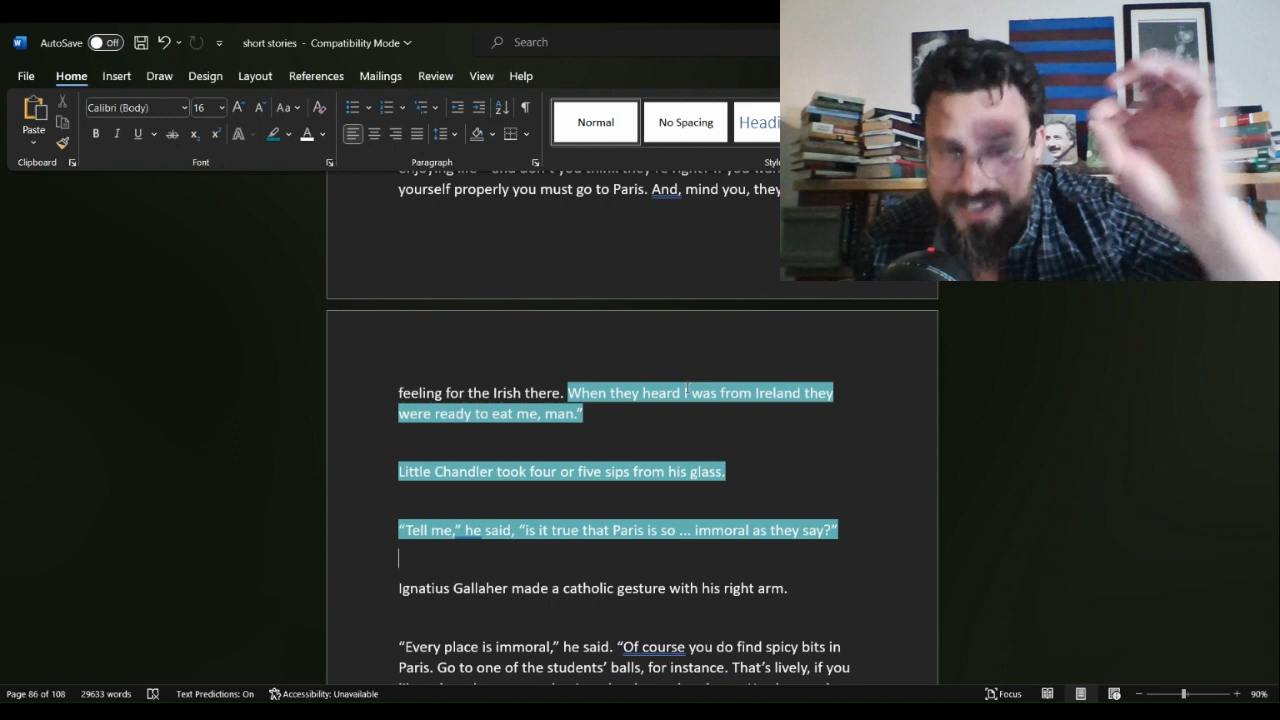 AutoSave Off short stories - Compatibility Mode Search
File Home Insert Draw Design Layout References Mailings Review View Help
Calibri (Body) 16 Aa
Paste
B I U ab x₂ x² A A
Normal No Spacing Headi
Clipboard Font Paragraph Style
yourself properly you must go to Paris. And, mind you, they
feeling for the Irish there. When they heard I was from Ireland they
were ready to eat me, man.”
Little Chandler took four or five sips from his glass.
“Tell me,” he said, “is it true that Paris is so ... immoral as they say?”
Ignatius Gallaher made a catholic gesture with his right arm.
“Every place is immoral,” he said. “Of course you do find spicy bits in
Paris. Go to one of the students’ balls, for instance. That’s lively, if you
Page 86 of 108 29633 words Text Predictions: On Accessibility: Unavailable Focus 90%